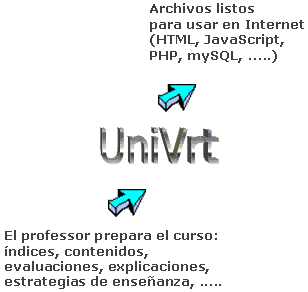 Archivos listos
para usar en Internet
(HTML, JavaScript,
PHP, mySQL, .....)
UniVrt
El professor prepara el curso:
índices, contenidos,
evaluaciones, explicaciones,
estrategias de enseñanza, .....